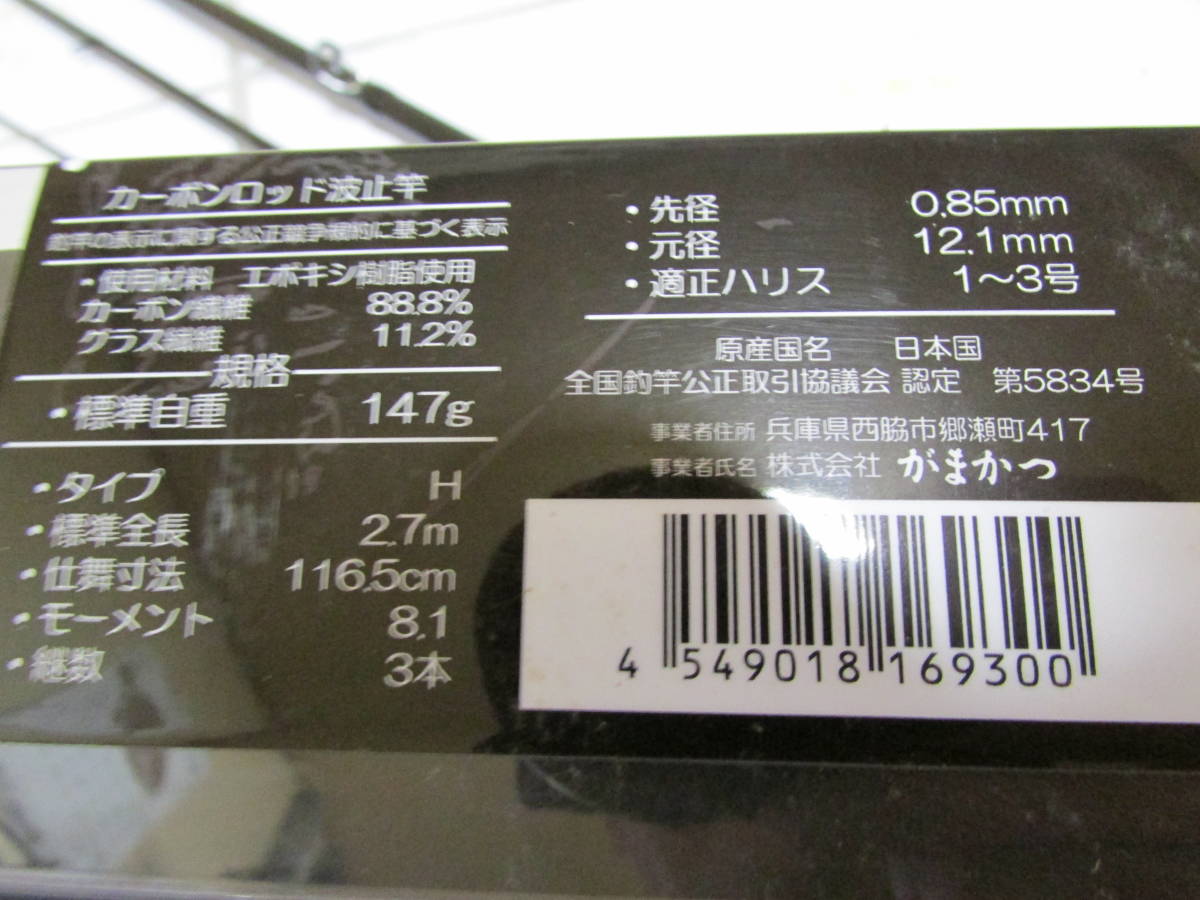 カーボンロッド波止竿
釣竿の表示に関する公正競争規約に基づく表示
・使用材料 エポキシ樹脂使用
カーボン繊維 88.8%
グラス繊維 11.2%
規格
・標準自重 147g
・タイプ H
・標準全長 2.7m
・仕舞寸法 116.5cm
・モーメント 8.1
・継数 3本
・先径 0.85mm
・元径 12.1mm
・適正ハリス 1〜3号
原産国名 日本国
全国釣竿公正取引協議会 認定 第5834号
事業者住所 兵庫県西脇市郷瀬町417
事業者氏名 株式会社 がまかつ
4 549018 169300